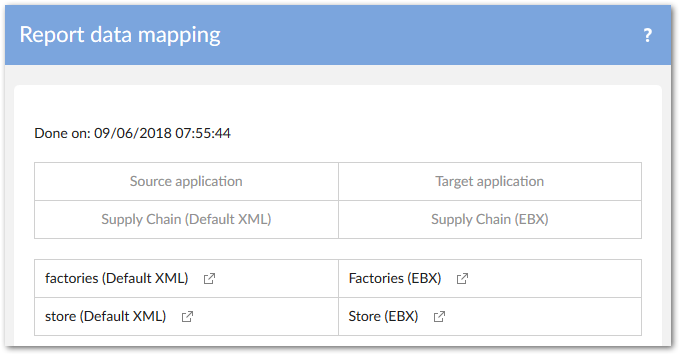 Report data mapping ?
Done on: 09/06/2018 07:55:44
Source application Target application
Supply Chain (Default XML) Supply Chain (EBX)
factories (Default XML) Factories (EBX)
store (Default XML) Store (EBX)